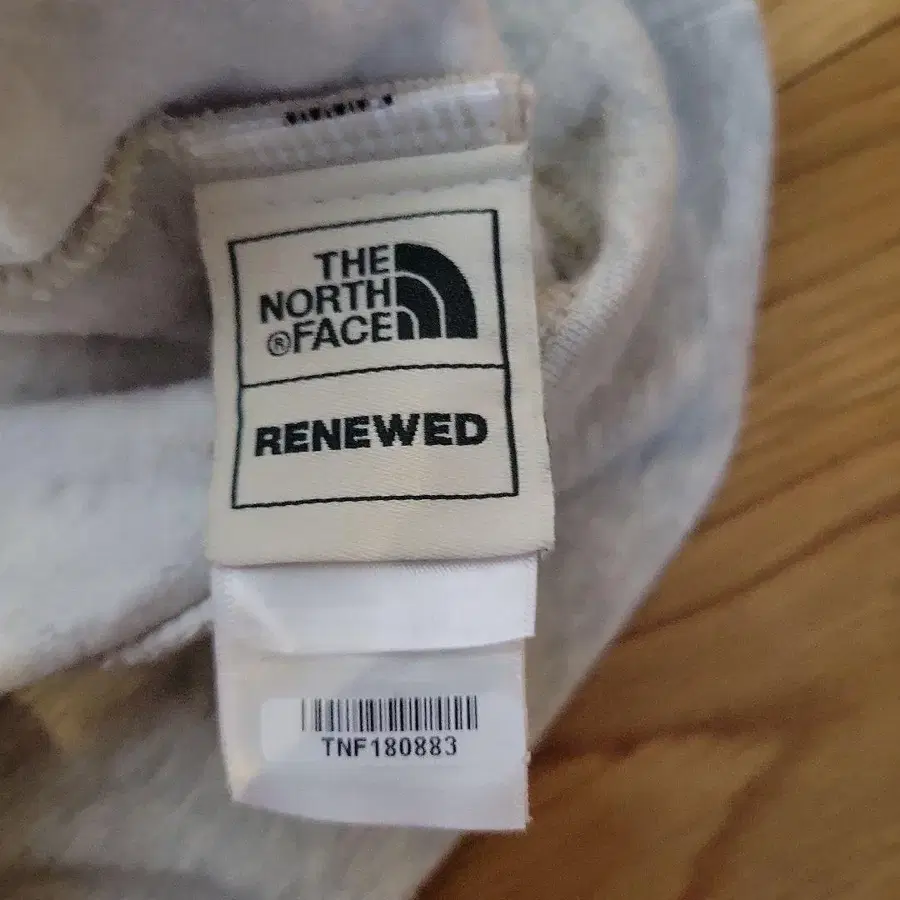 THE
NORTH
®FACE
RENEWED
TNF180883